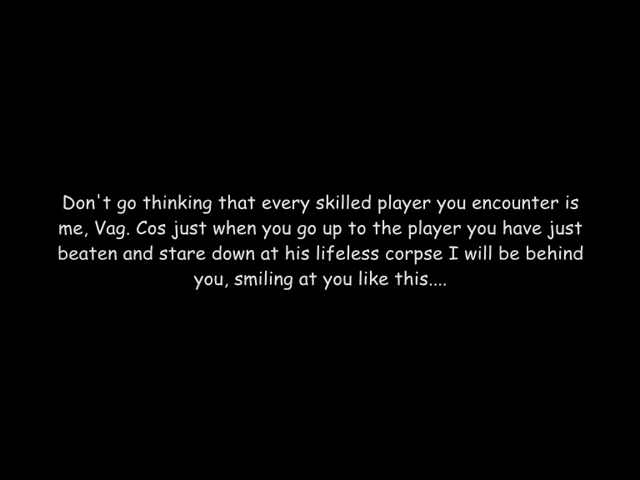 Don't go thinking that every skilled player you encounter is
me, Vag. Cos just when you go up to the player you have just
beaten and stare down at his lifeless corpse I will be behind
you, smiling at you like this....